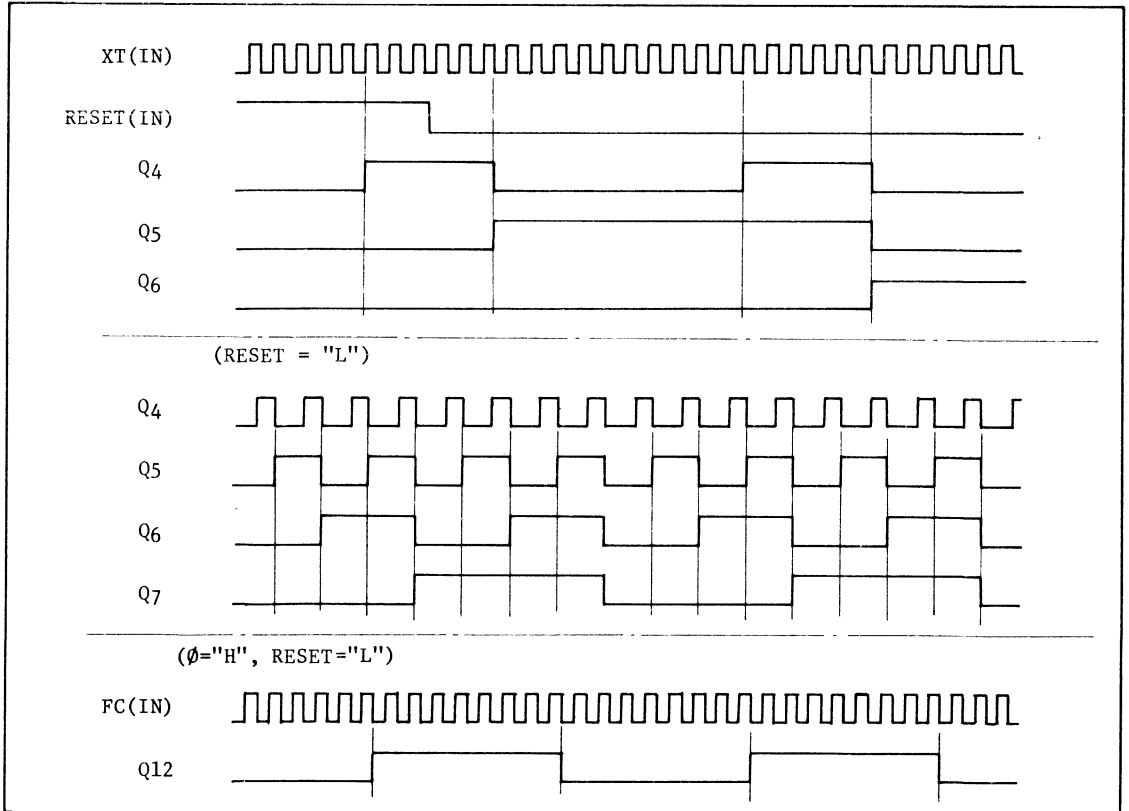 XT(IN)
RESET(IN)
Q4
Q5
Q6
(RESET = "L")
Q4
Q5
Q6
Q7
(Ø="H", RESET="L")
FC(IN)
Q12